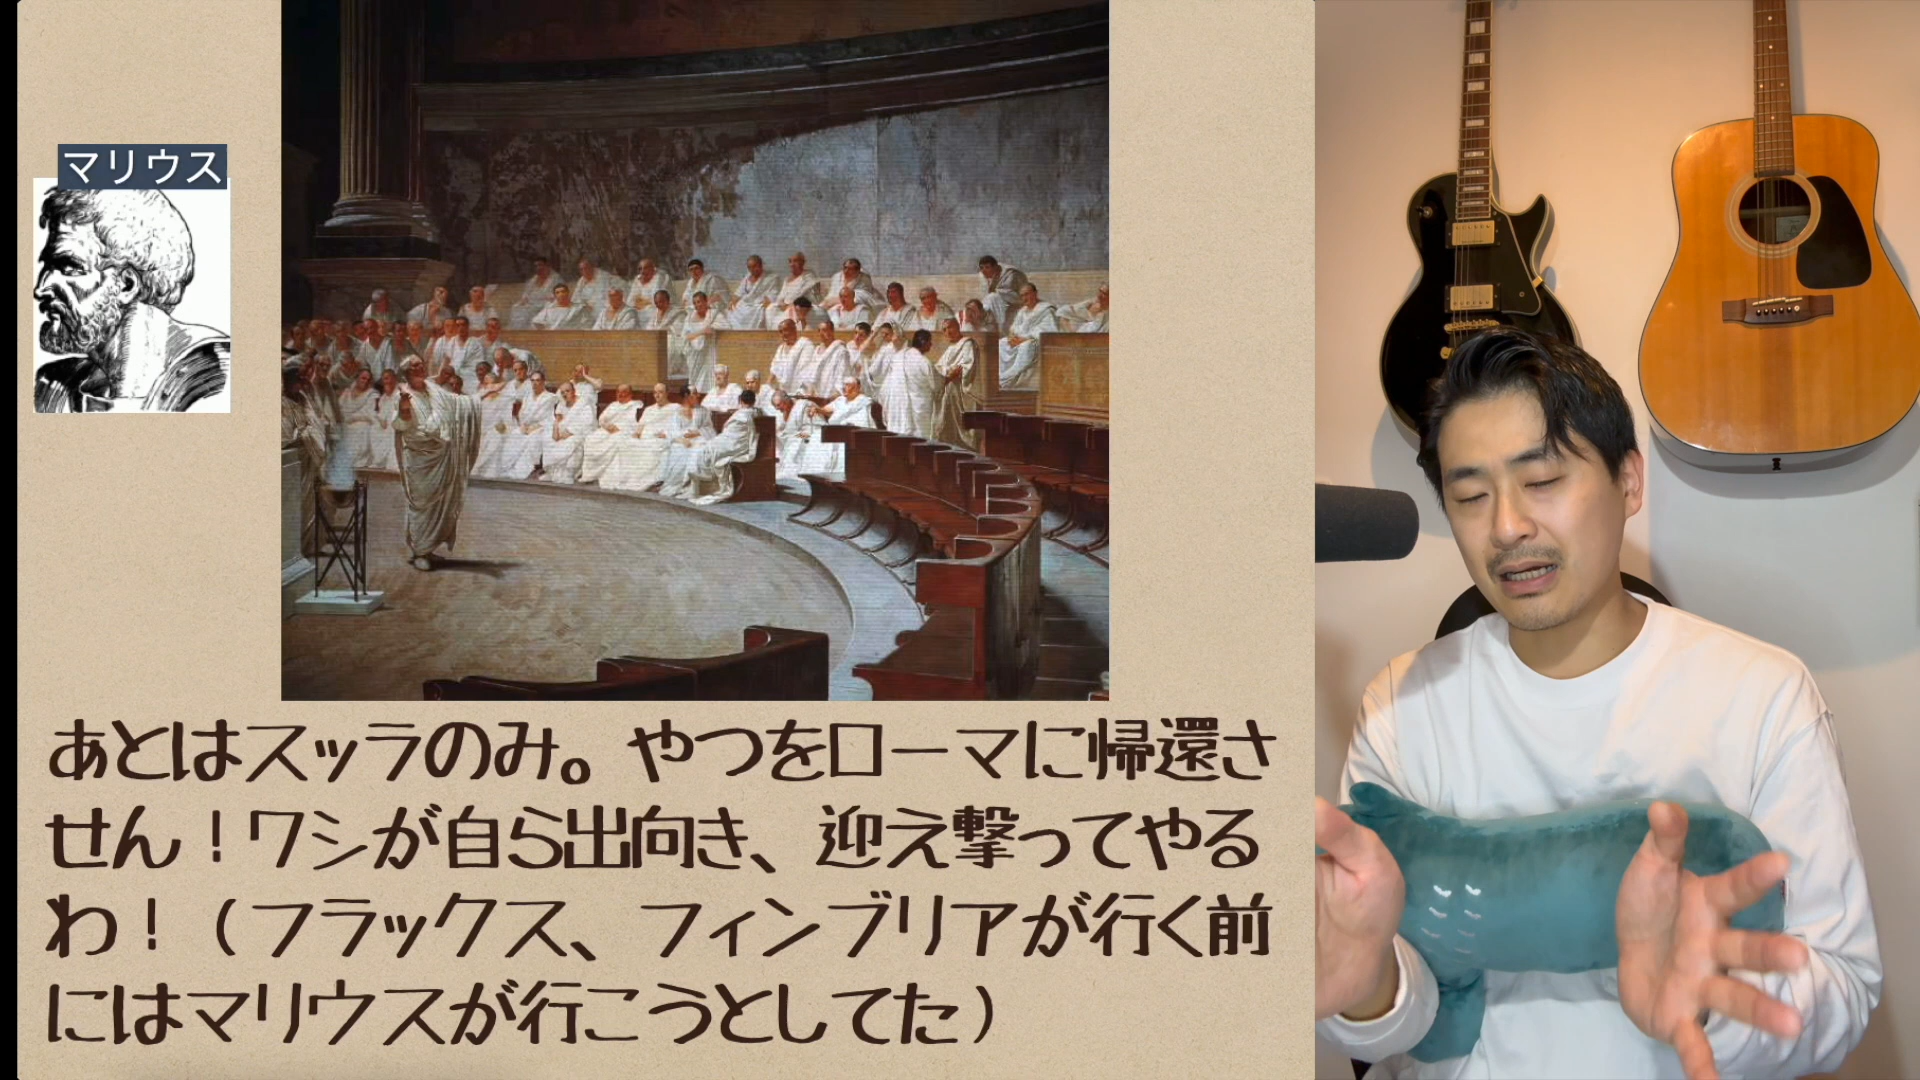 マリウス
あとはスッラのみ。やつをローマに帰還さ
せん！ワシが自ら出向き、迎え撃ってやる
わ！（フラックス、フィンブリアが行く前
にはマリウスが行こうとしてた）